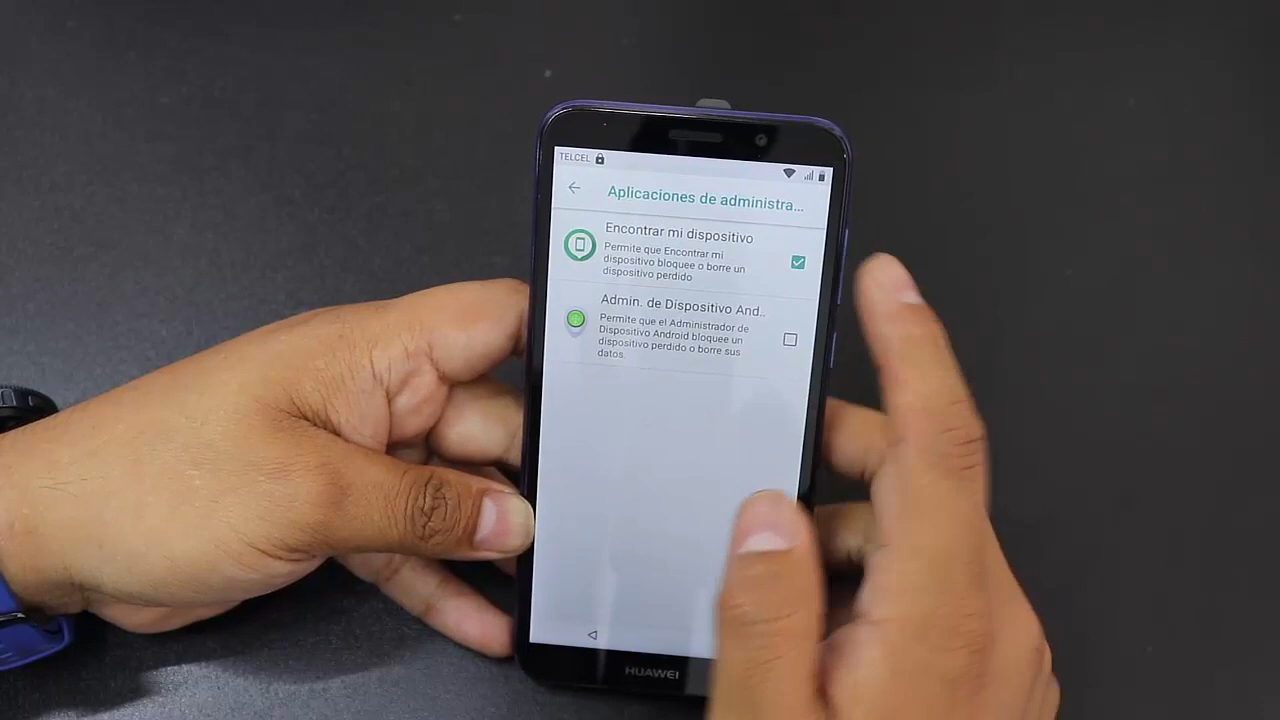 TELCEL
Aplicaciones de administra...
Encontrar mi dispositivo
Permite que Encontrar mi
dispositivo bloquee o borre un
dispositivo perdido
Admin. de Dispositivo And..
Permite que el Administrador de
Dispositivo Android bloquee un
dispositivo perdido o borre sus
datos.
HUAWEI